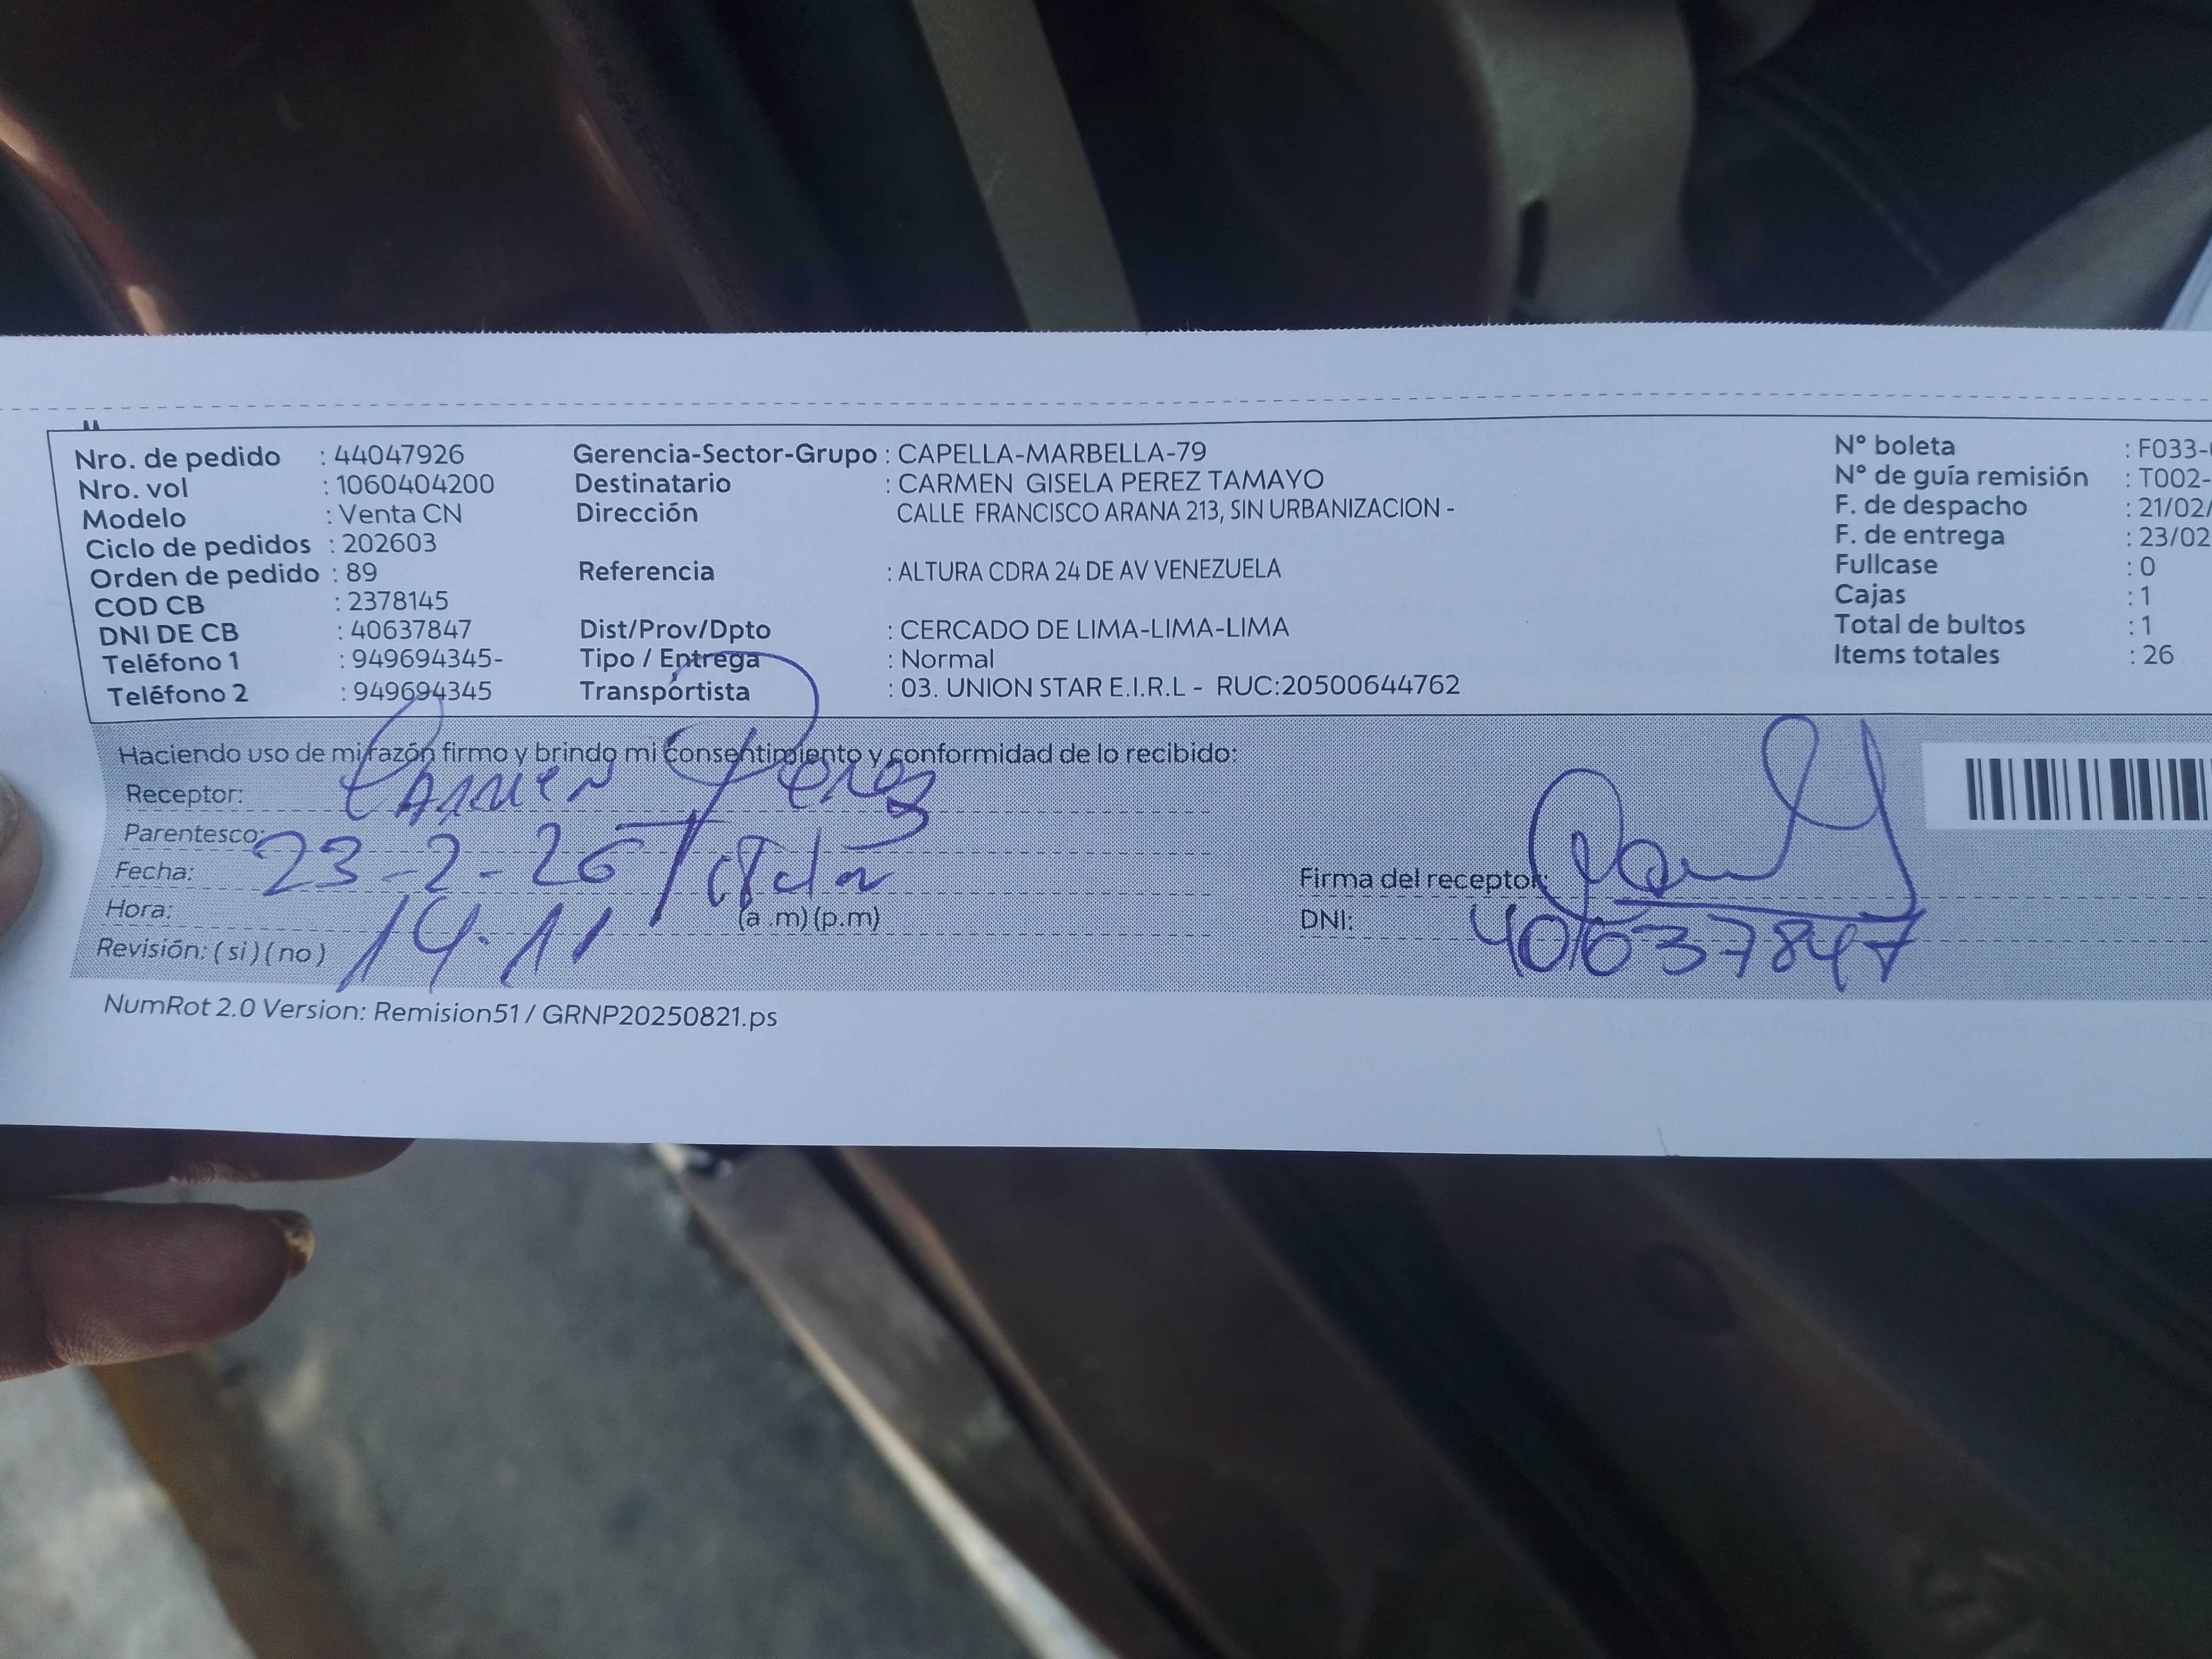 Nro. de pedido : 44047926 Gerencia-Sector-Grupo : CAPELLA-MARBELLA-79 N° boleta : F033-
Nro. vol : 1060404200 Destinatario : CARMEN GISELA PEREZ TAMAYO N° de guía remisión : T002-
Modelo : Venta CN Dirección CALLE FRANCISCO ARANA 213, SIN URBANIZACION - F. de despacho : 21/02/
Ciclo de pedidos : 202603 F. de entrega : 23/02
Orden de pedido : 89 Referencia : ALTURA CDRA 24 DE AV VENEZUELA Fullcase : 0
COD CB : 2378145 Cajas : 1
DNI DE CB : 40637847 Dist/Prov/Dpto : CERCADO DE LIMA-LIMA-LIMA Total de bultos : 1
Teléfono 1 : 949694345- Tipo / Entrega : Normal Items totales : 26
Teléfono 2 : 949694345 Transportista : 03. UNION STAR E.I.R.L - RUC:20500644762
Haciendo uso de mi razón firmo y brindo mi consentimiento y conformidad de lo recibido:
Receptor: Carmen Perez
Parentesco:
Fecha: 23-2-26 Firma del receptor:
Hora: 14:11 (a.m)(p.m) DNI: 40637847
Revisión: (si)(no)
NumRot 2.0 Version: Remision51 / GRNP20250821.ps